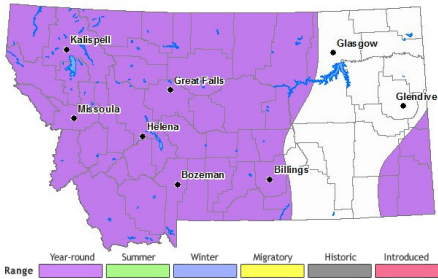 Kalispell
Glasgow
Great Falls
Glendive
Missoula
Helena
Bozeman
Billings
Range
Year-round
Summer
Winter
Migratory
Historic
Introduced